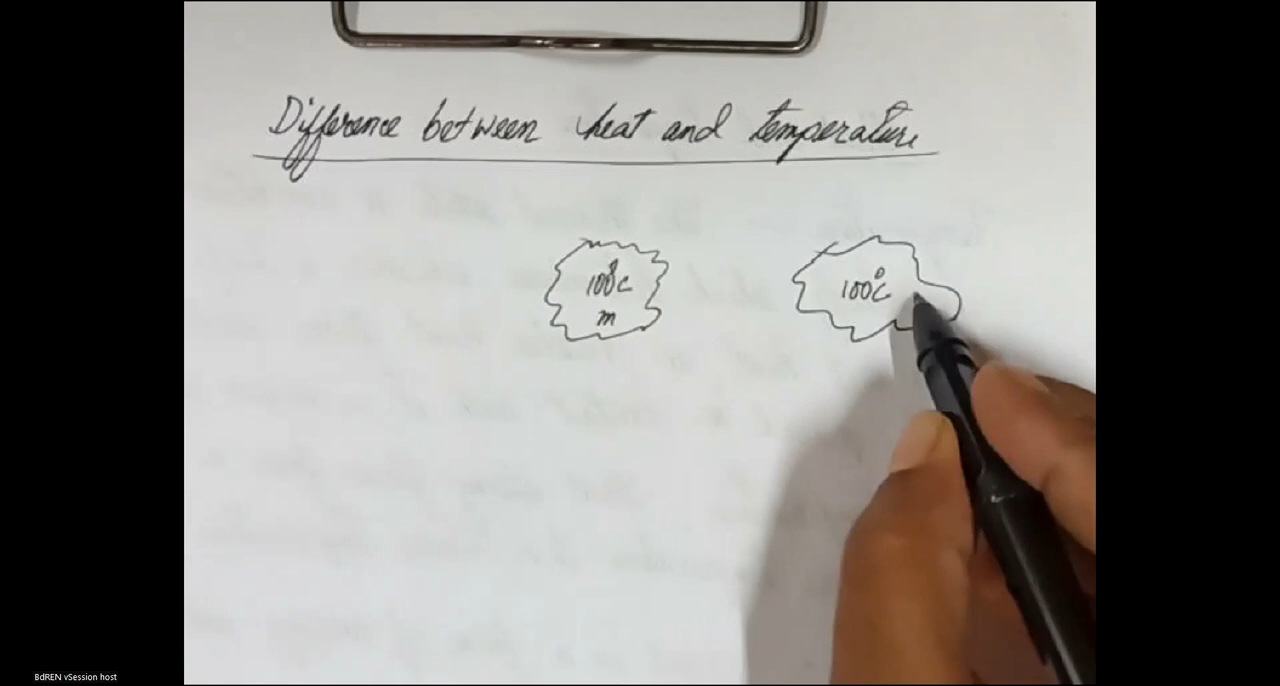 Difference between heat and temperature
100°C 100°C
m
BdREN vSession host